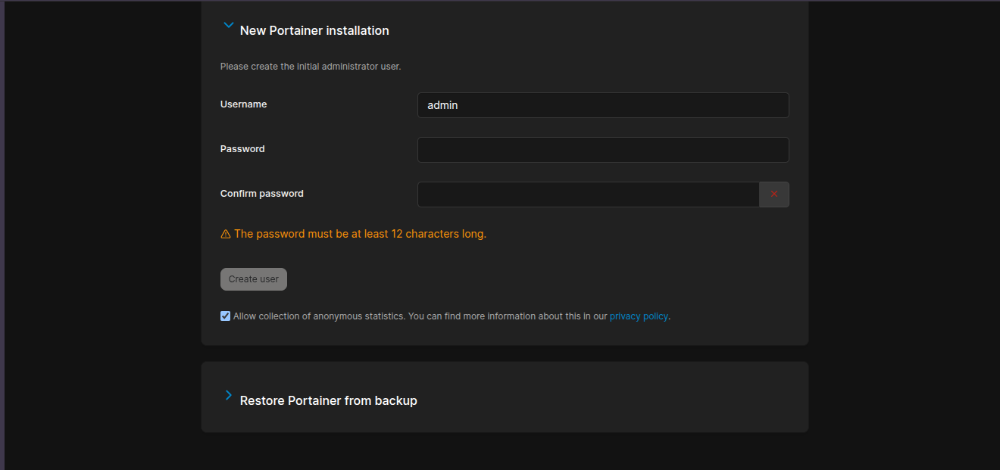 New Portainer installation
Please create the initial administrator user.
Username
admin
Password
Confirm password
The password must be at least 12 characters long.
Create user
Allow collection of anonymous statistics. You can find more information about this in our privacy policy.
Restore Portainer from backup